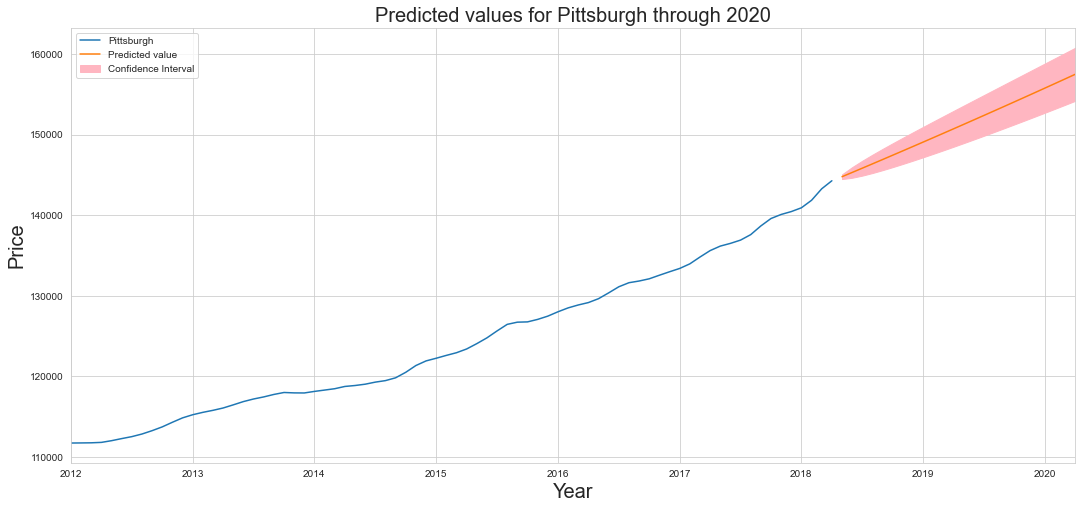 Predicted values for Pittsburgh through 2020
Pittsburgh
Predicted value
Confidence Interval
160000
150000
140000
130000
120000
110000
Price
2012 2013 2014 2015 2016 2017 2018 2019 2020
Year